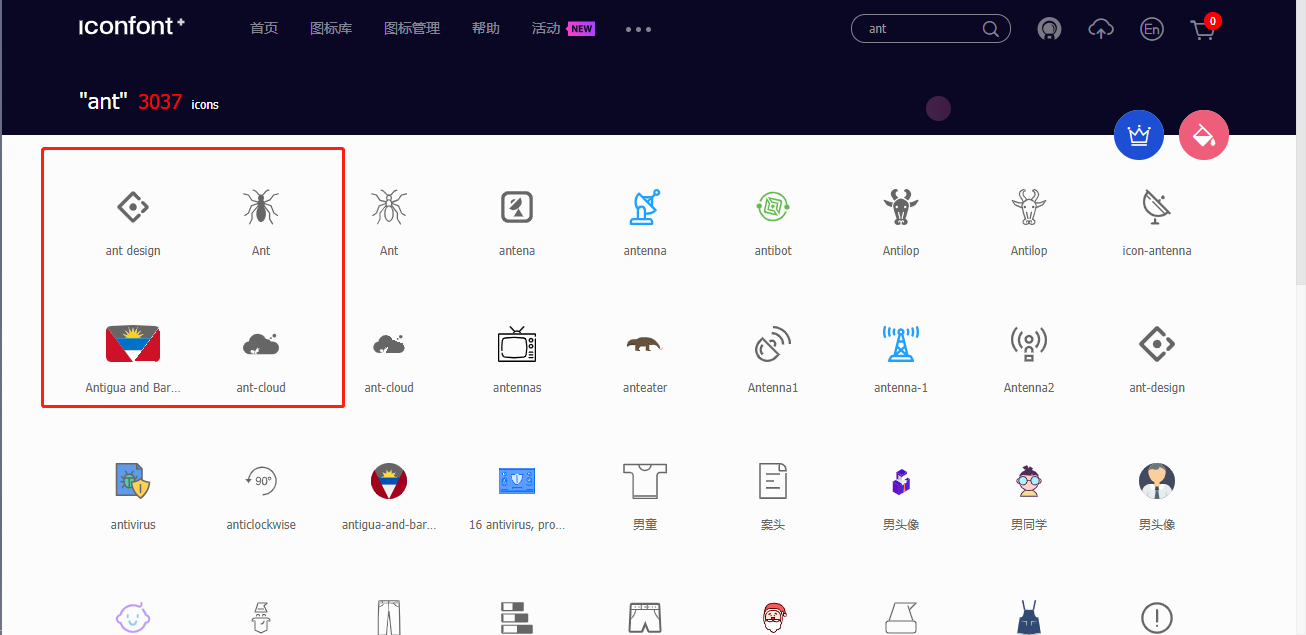 iconfont+ 首页 图标库 图标管理 帮助 活动 NEW ant En 0
"ant" 3037 icons
ant design Ant Ant antena antenna antibot Antilop Antilop icon-antenna
Antigua and Bar... ant-cloud ant-cloud antennas anteater Antenna1 antenna-1 Antenna2 ant-design
90°
antivirus anticlockwise antigua-and-bar... 16 antivirus, pro... 男童 案头 男头像 男同学 男头像